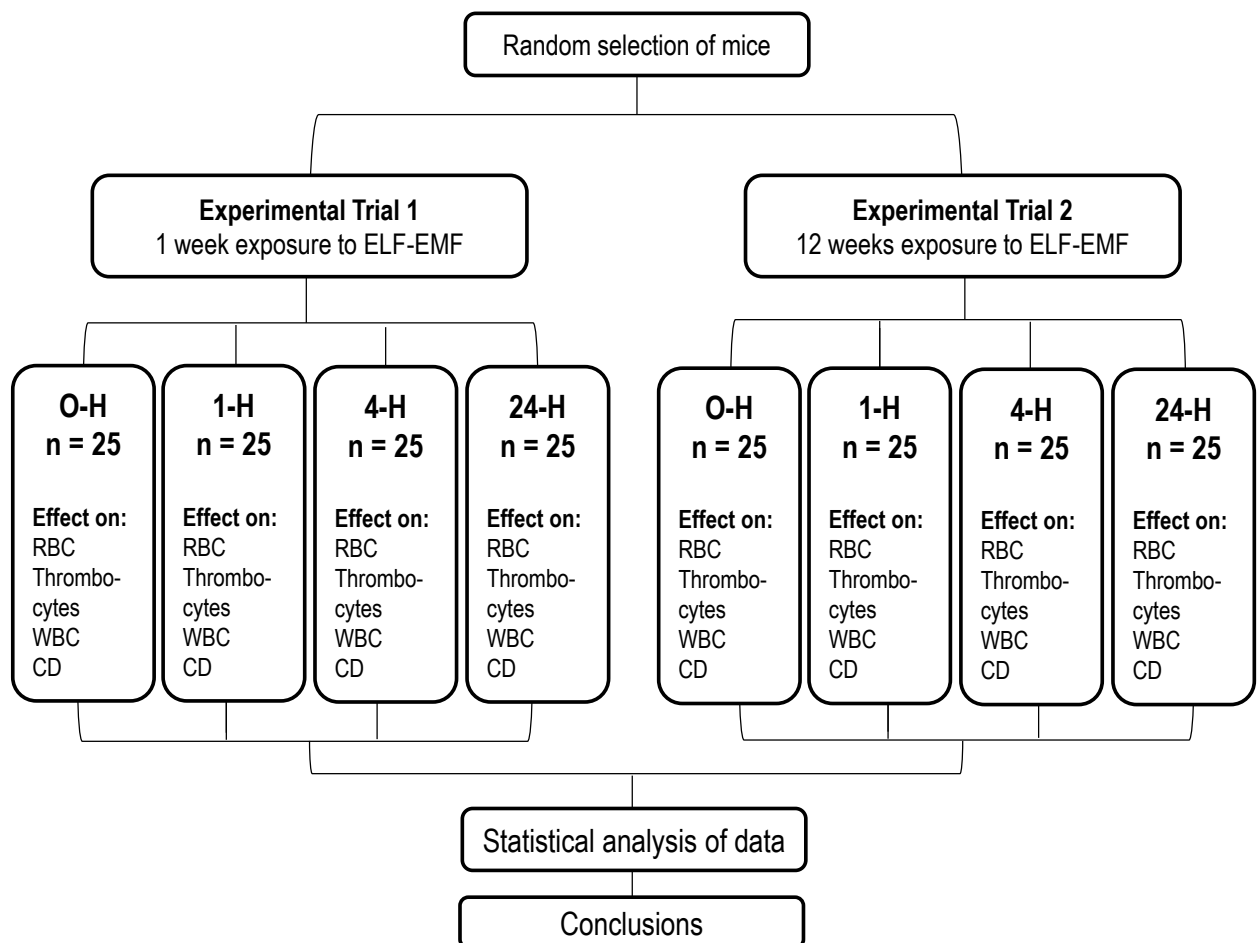 Random selection of mice
Experimental Trial 1
1 week exposure to ELF-EMF
Experimental Trial 2
12 weeks exposure to ELF-EMF
O-H
n = 25
Effect on:
RBC
Thrombo-
cytes
WBC
CD
1-H
n = 25
Effect on:
RBC
Thrombo-
cytes
WBC
CD
4-H
n = 25
Effect on:
RBC
Thrombo-
cytes
WBC
CD
24-H
n = 25
Effect on:
RBC
Thrombo-
cytes
WBC
CD
O-H
n = 25
Effect on:
RBC
Thrombo-
cytes
WBC
CD
1-H
n = 25
Effect on:
RBC
Thrombo-
cytes
WBC
CD
4-H
n = 25
Effect on:
RBC
Thrombo-
cytes
WBC
CD
24-H
n = 25
Effect on:
RBC
Thrombo-
cytes
WBC
CD
Statistical analysis of data
Conclusions